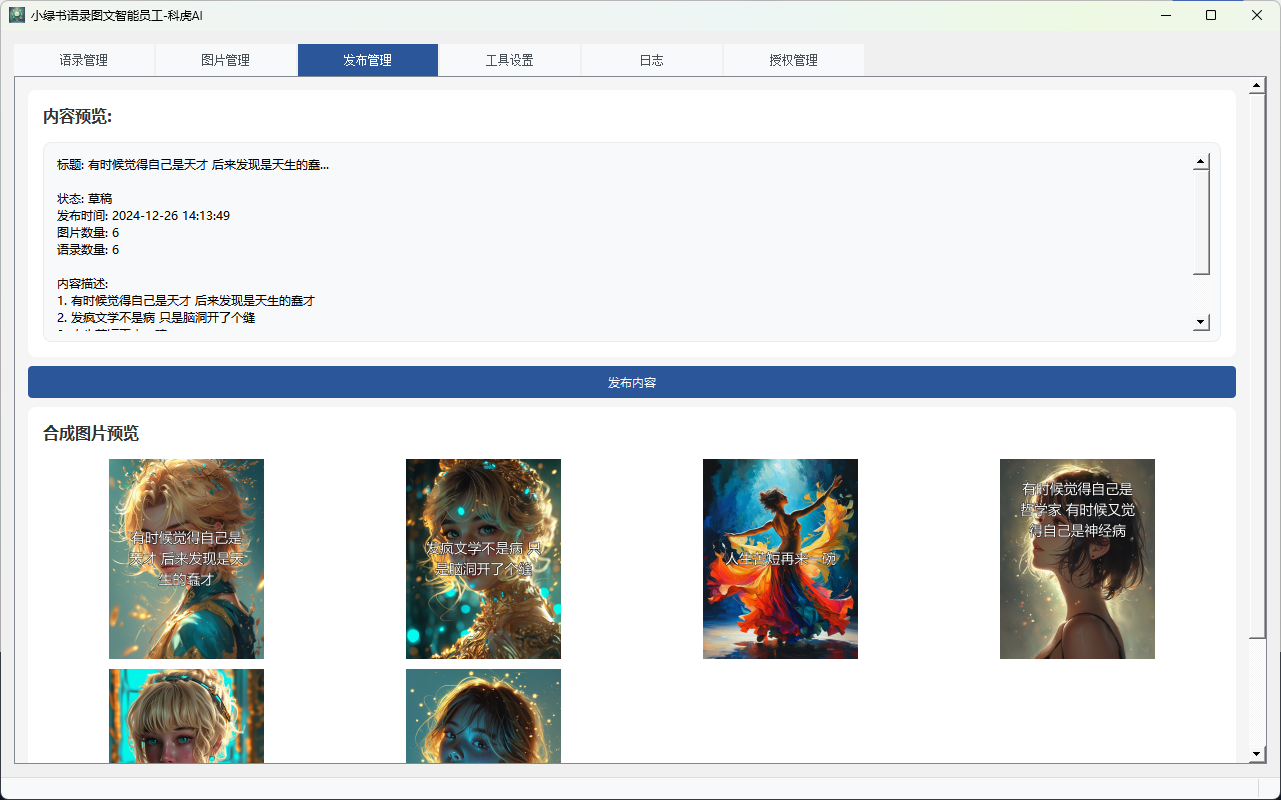 小绿书语录图文智能员工-科虎AI
语录管理
图片管理
发布管理
工具设置
日志
授权管理
内容预览:
标题: 有时候觉得自己是天才 后来发现是天生的蠢...
状态: 草稿
发布时间: 2024-12-26 14:13:49
图片数量: 6
语录数量: 6
内容描述:
1. 有时候觉得自己是天才 后来发现是天生的蠢才
2. 发疯文学不是病 只是脑洞开了个缝
发布内容
合成图片预览
有时候觉得自己是
天才 后来发现是天
生的蠢才
发疯文学不是病 只
是脑洞开了个缝
人生苦短再来一碗
有时候觉得自己是
哲学家 有时候又觉
得自己是神经病